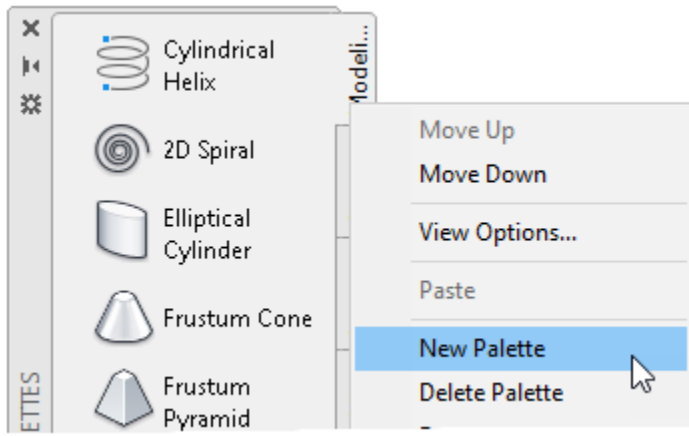 Cylindrical
Helix
2D Spiral
Elliptical
Cylinder
Frustum Cone
Frustum
Pyramid
Modeli...
ETTES
Move Up
Move Down
View Options...
Paste
New Palette
Delete Palette